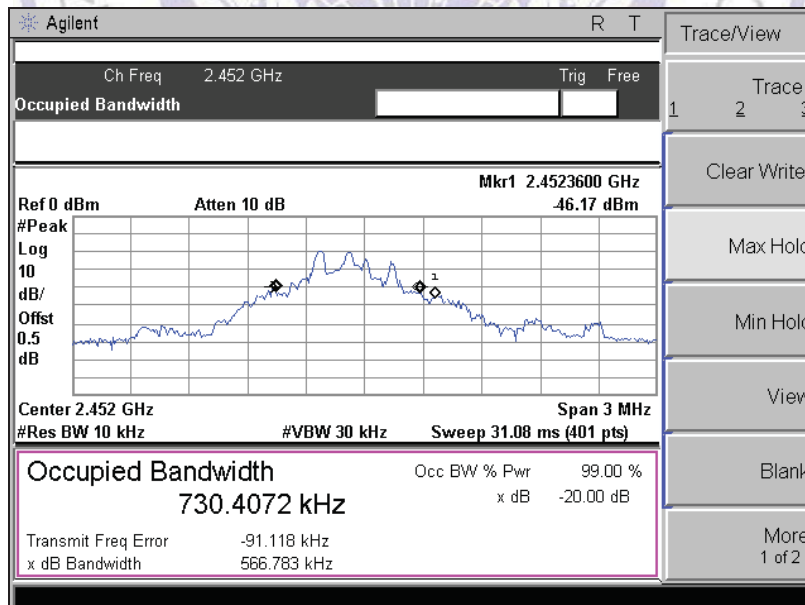 Agilent R T
Trace/View
Ch Freq 2.452 GHz Trig Free
Occupied Bandwidth
Trace
1 2 3
Clear Write
Max Hold
Min Hold
View
Blank
More
1 of 2
Mkr1 2.4523600 GHz
Ref 0 dBm Atten 10 dB -46.17 dBm
#Peak
Log
10
dB/
Offst
0.5
dB
1
Center 2.452 GHz Span 3 MHz
#Res BW 10 kHz #VBW 30 kHz Sweep 31.08 ms (401 pts)
Occupied Bandwidth
730.4072 kHz
Occ BW % Pwr 99.00 %
x dB -20.00 dB
Transmit Freq Error -91.118 kHz
x dB Bandwidth 566.783 kHz